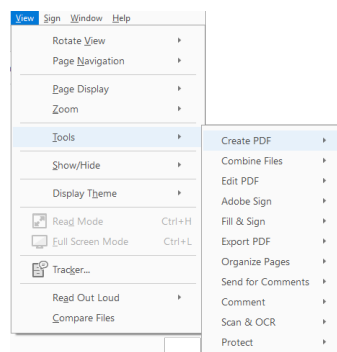 View Sign Window Help
Rotate View
Page Navigation
Page Display
Zoom
Tools
Show/Hide
Display Theme
Read Mode Ctrl+H
Full Screen Mode Ctrl+L
Tracker...
Read Out Loud
Compare Files
Create PDF
Combine Files
Edit PDF
Adobe Sign
Fill & Sign
Export PDF
Organize Pages
Send for Comments
Comment
Scan & OCR
Protect